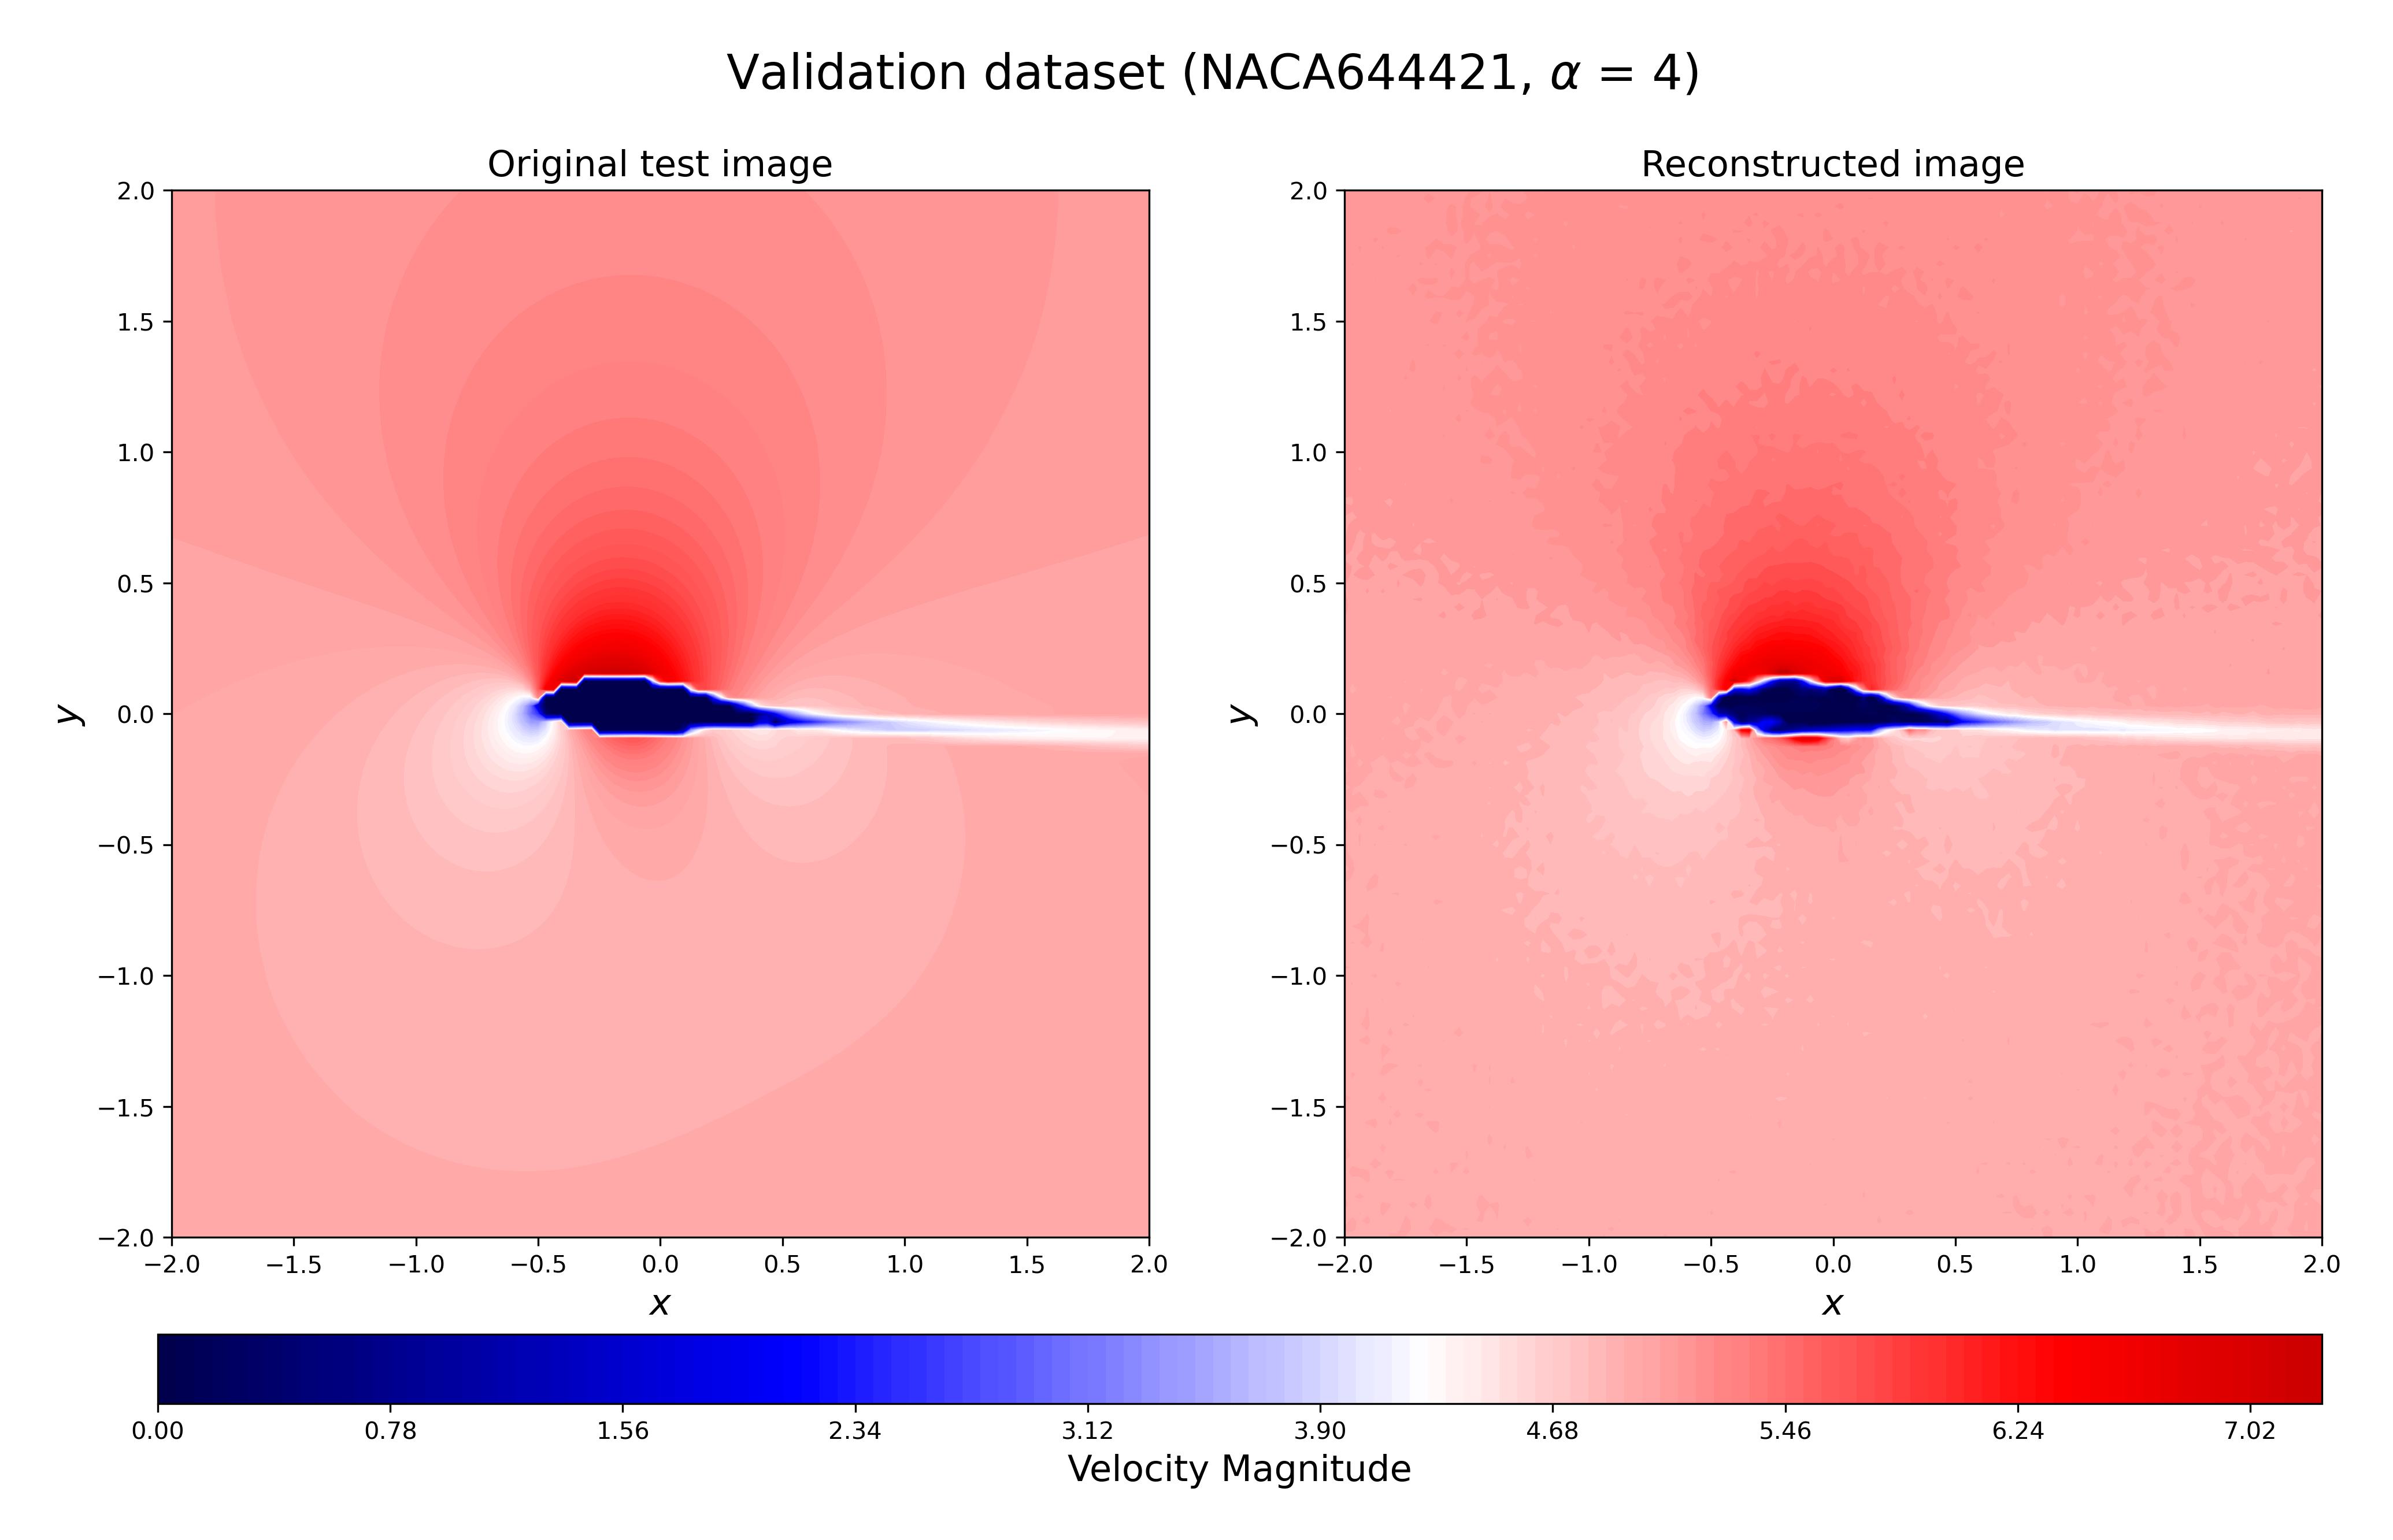 Validation dataset (NACA644421, α = 4)
Original test image
Reconstructed image
2.0
1.5
1.0
0.5
0.0
−0.5
−1.0
−1.5
−2.0
y
−2.0 −1.5 −1.0 −0.5 0.0 0.5 1.0 1.5 2.0
x
2.0
1.5
1.0
0.5
0.0
−0.5
−1.0
−1.5
−2.0
y
−2.0 −1.5 −1.0 −0.5 0.0 0.5 1.0 1.5 2.0
x
0.00 0.78 1.56 2.34 3.12 3.90 4.68 5.46 6.24 7.02
Velocity Magnitude